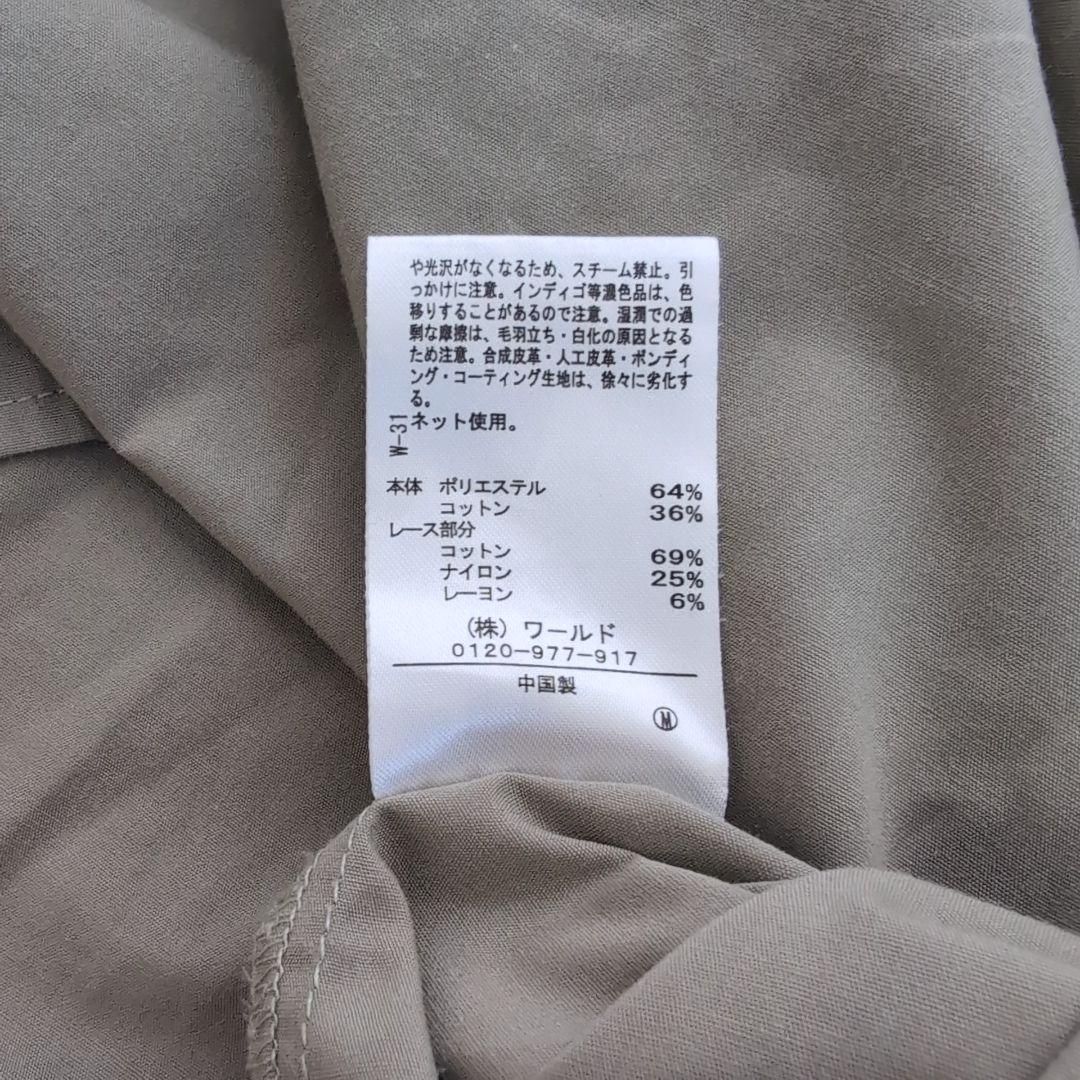 や光沢がなくなるため、スチーム禁止。引
っかけに注意。インディゴ等濃色品は、色
移りすることがあるので注意。湿潤での過
剰な摩擦は、毛羽立ち・白化の原因となる
ため注意。合成皮革・人工皮革・ボンディ
ング・コーティング生地は、徐々に劣化す
る。
ネット使用。
W-31
本体 ポリエステル 64%
コットン 36%
レース部分
コットン 69%
ナイロン 25%
レーヨン 6%
(株) ワールド
0120-977-917
中国製
Ⓜ